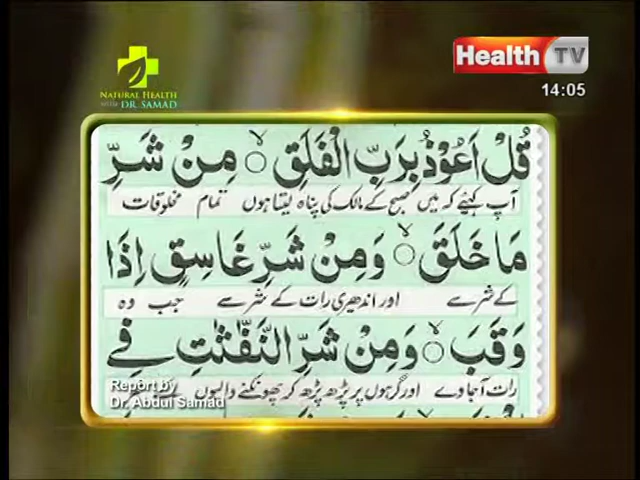 NATURAL HEALTH
WITH DR. SAMAD
Health TV
14:05
قُلْ اَعُوْذُ بِرَبِّ الْفَلَقِ ۙ مِنْ شَرِّ
آپ کہئے کہ میں صبح کے مالک کی پناہ لیتا ہوں تمام مخلوقات
مَا خَلَقَ ۙ وَمِنْ شَرِّ غَاسِقٍ اِذَا
کے شر سے اور اندھیری رات کے شر سے جب وہ
وَقَبَ ۙ وَمِنْ شَرِّ النَّفّٰثٰتِ فِی
رات آجاوے اور گرہوں پر پڑھ پڑھ کر پھونکنے والیوں
Report by
Dr. Abdul Samad